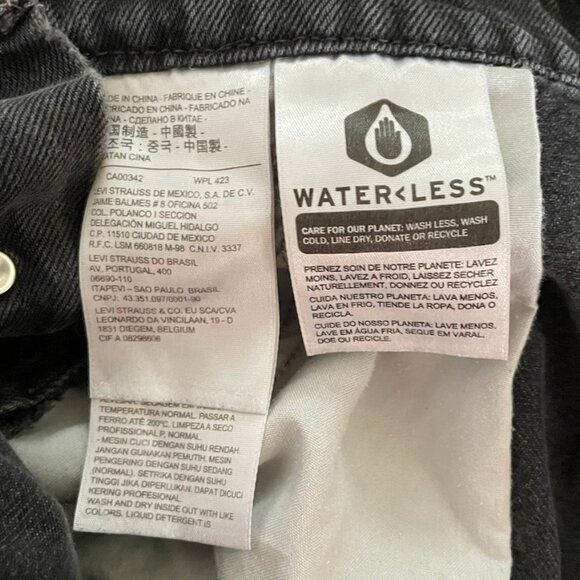 DE IN CHINA - FABRIQUE EN CHINE -
FABRICADO EN CHINA - FABRICADO NA
CHINA - СДЕЛАНО В КИТАЕ -
中国制造 - 中國製 -
제조국 : 중국 - 中国製 -
BUATAN CINA
CA00342 WPL 423
LEVI STRAUSS DE MEXICO, S.A. DE C.V.
JAIME BALMES # 8 OFICINA 502
COL. POLANCO I SECCION
DELEGACIÓN MIGUEL HIDALGO
C.P. 11510 CIUDAD DE MEXICO
R.F.C. LSM 660818 M-98 C.N.I.V. 3337
LEVI STRAUSS DO BRASIL
AV. PORTUGAL, 400
06690-110
ITAPEVI - SAO PAULO BRASIL
CNPJ: 43.351.097/0001-90
LEVI STRAUSS & CO. EU SCA/CVA
LEONARDO DA VINCILAAN, 19 - D
1831 DIEGEM, BELGIUM
CIF A 08298606
TEMPERATURA NORMAL. PASSAR A
FERRO ATÉ 200°C. LIMPEZA A SECO
PROFISSIONAL P, NORMAL.
- MESIN CUCI DENGAN SUHU RENDAH.
JANGAN GUNAKAN PEMUTIH. MESIN
PENGERING DENGAN SUHU SEDANG
(NORMAL). SETRIKA DENGAN SUHU
TINGGI JIKA DIPERLUKAN. DAPAT DICUCI
KERING PROFESIONAL
WASH AND DRY INSIDE OUT WITH LIKE
COLORS. LIQUID DETERGENT IS
WATER<LESS™
CARE FOR OUR PLANET: WASH LESS, WASH
COLD, LINE DRY, DONATE OR RECYCLE
PRENEZ SOIN DE NOTRE PLANETE: LAVEZ
MOINS, LAVEZ A FROID, LAISSEZ SECHER
NATURELLEMENT, DONNEZ OU RECYCLEZ
CUIDA NUESTRO PLANETA: LAVA MENOS,
LAVA EN FRIO, TIENDE LA ROPA, DONA O
RECICLA.
CUIDE DO NOSSO PLANETA: LAVE MENOS,
LAVE EM ÁGUA FRIA, SEQUE EM VARAL,
DOE OU RECICLE.